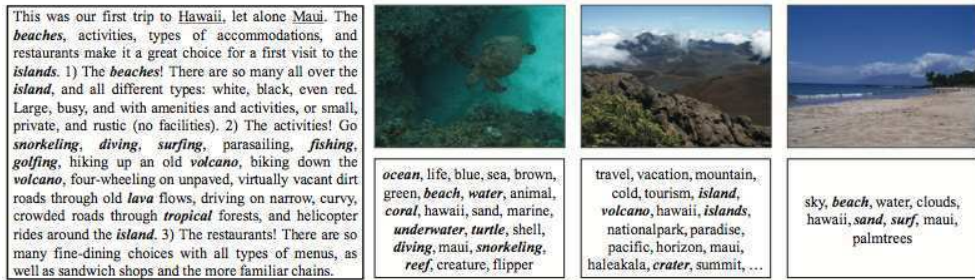 This was our first trip to Hawaii, let alone Maui. The
beaches, activities, types of accommodations, and
restaurants make it a great choice for a first visit to the
islands. 1) The beaches! There are so many all over the
island, and all different types: white, black, even red.
Large, busy, and with amenities and activities, or small,
private, and rustic (no facilities). 2) The activities! Go
snorkeling, diving, surfing, parasailing, fishing,
golfing, hiking up an old volcano, biking down the
volcano, four-wheeling on unpaved, virtually vacant dirt
roads through old lava flows, driving on narrow, curvy,
crowded roads through tropical forests, and helicopter
rides around the island. 3) The restaurants! There are so
many fine-dining choices with all types of menus, as
well as sandwich shops and the more familiar chains.
ocean, life, blue, sea, brown,
green, beach, water, animal,
coral, hawaii, sand, marine,
underwater, turtle, shell,
diving, maui, snorkeling,
reef, creature, flipper
travel, vacation, mountain,
cold, tourism, island,
volcano, hawaii, islands,
nationalpark, paradise,
pacific, horizon, maui,
haleakala, crater, summit, ...
sky, beach, water, clouds,
hawaii, sand, surf, maui,
palmtrees